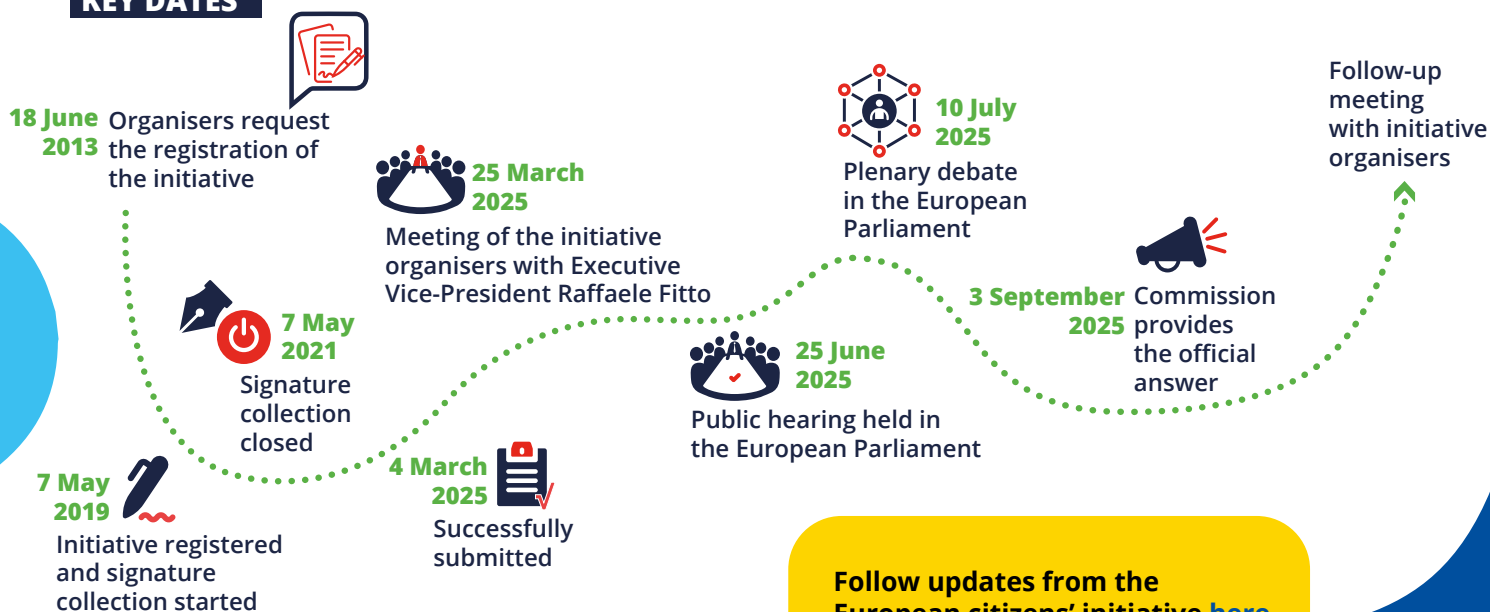 KEY DATES
18 June
2013
Organisers request
the registration of
the initiative
7 May
2019
Initiative registered
and signature
collection started
7 May
2021
Signature
collection
closed
4 March
2025
Successfully
submitted
25 March
2025
Meeting of the initiative
organisers with Executive
Vice-President Raffaele Fitto
25 June
2025
Public hearing held in
the European Parliament
10 July
2025
Plenary debate
in the European
Parliament
3 September
2025
Commission
provides
the official
answer
Follow-up
meeting
with initiative
organisers
Follow updates from the
European citizens’ initiative here